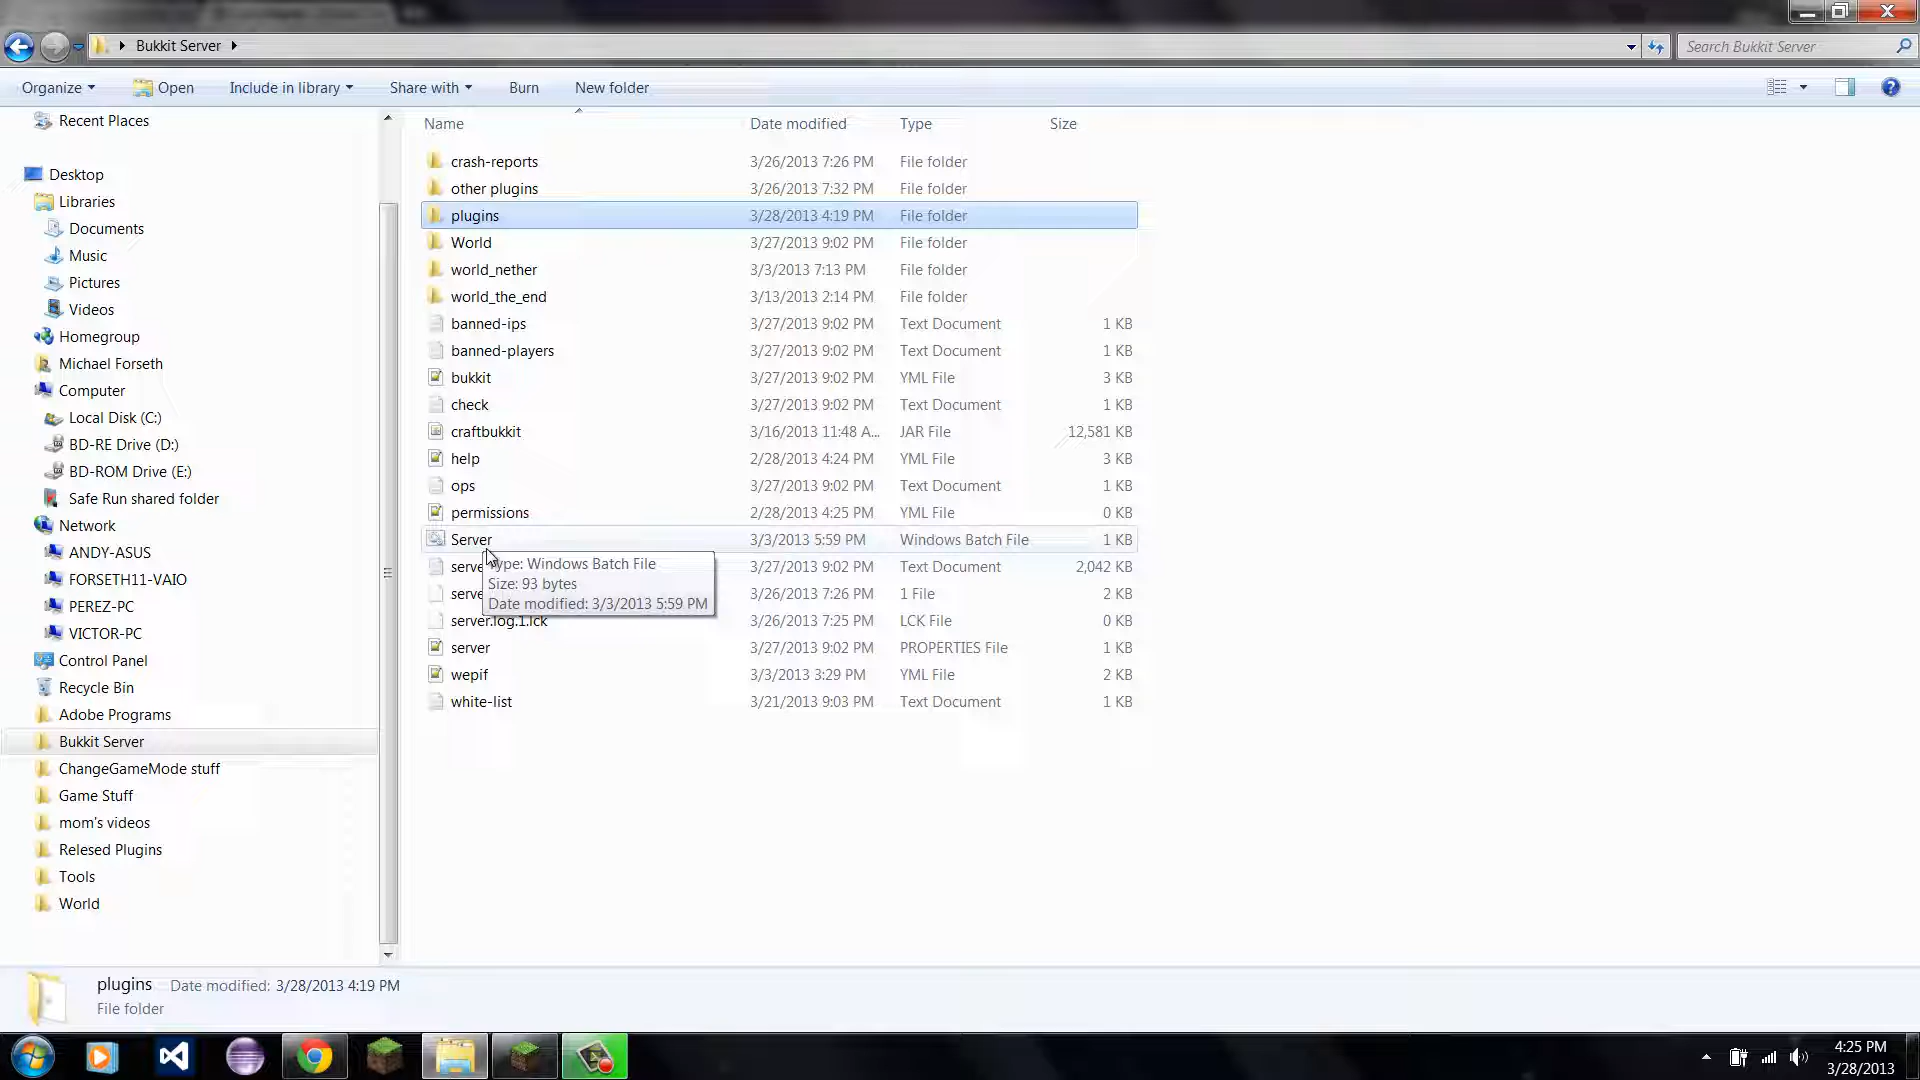 Bukkit Server
Search Bukkit Server
Organize Open Include in library Share with Burn New folder
Name Date modified Type Size
Recent Places
Desktop
Libraries
Documents
Music
Pictures
Videos
Homegroup
Michael Forseth
Computer
Local Disk (C:)
BD-RE Drive (D:)
BD-ROM Drive (E:)
Safe Run shared folder
Network
ANDY-ASUS
FORSETH11-VAIO
PEREZ-PC
VICTOR-PC
Control Panel
Recycle Bin
Adobe Programs
Bukkit Server
ChangeGameMode stuff
Game Stuff
mom's videos
Relesed Plugins
Tools
World
crash-reports 3/26/2013 7:26 PM File folder
other plugins 3/26/2013 7:32 PM File folder
plugins 3/28/2013 4:19 PM File folder
World 3/27/2013 9:02 PM File folder
world_nether 3/3/2013 7:13 PM File folder
world_the_end 3/13/2013 2:14 PM File folder
banned-ips 3/27/2013 9:02 PM Text Document 1 KB
banned-players 3/27/2013 9:02 PM Text Document 1 KB
bukkit 3/27/2013 9:02 PM YML File 3 KB
check 3/27/2013 9:02 PM Text Document 1 KB
craftbukkit 3/16/2013 11:48 A... JAR File 12,581 KB
help 2/28/2013 4:24 PM YML File 3 KB
ops 3/27/2013 9:02 PM Text Document 1 KB
permissions 2/28/2013 4:25 PM YML File 0 KB
Server 3/3/2013 5:59 PM Windows Batch File 1 KB
serve 3/27/2013 9:02 PM Text Document 2,042 KB
serve 3/26/2013 7:26 PM 1 File 2 KB
server.log.1.lck 3/26/2013 7:25 PM LCK File 0 KB
server 3/27/2013 9:02 PM PROPERTIES File 1 KB
wepif 3/3/2013 3:29 PM YML File 2 KB
white-list 3/21/2013 9:03 PM Text Document 1 KB
ype: Windows Batch File
Size: 93 bytes
Date modified: 3/3/2013 5:59 PM
plugins Date modified: 3/28/2013 4:19 PM
File folder
4:25 PM
3/28/2013